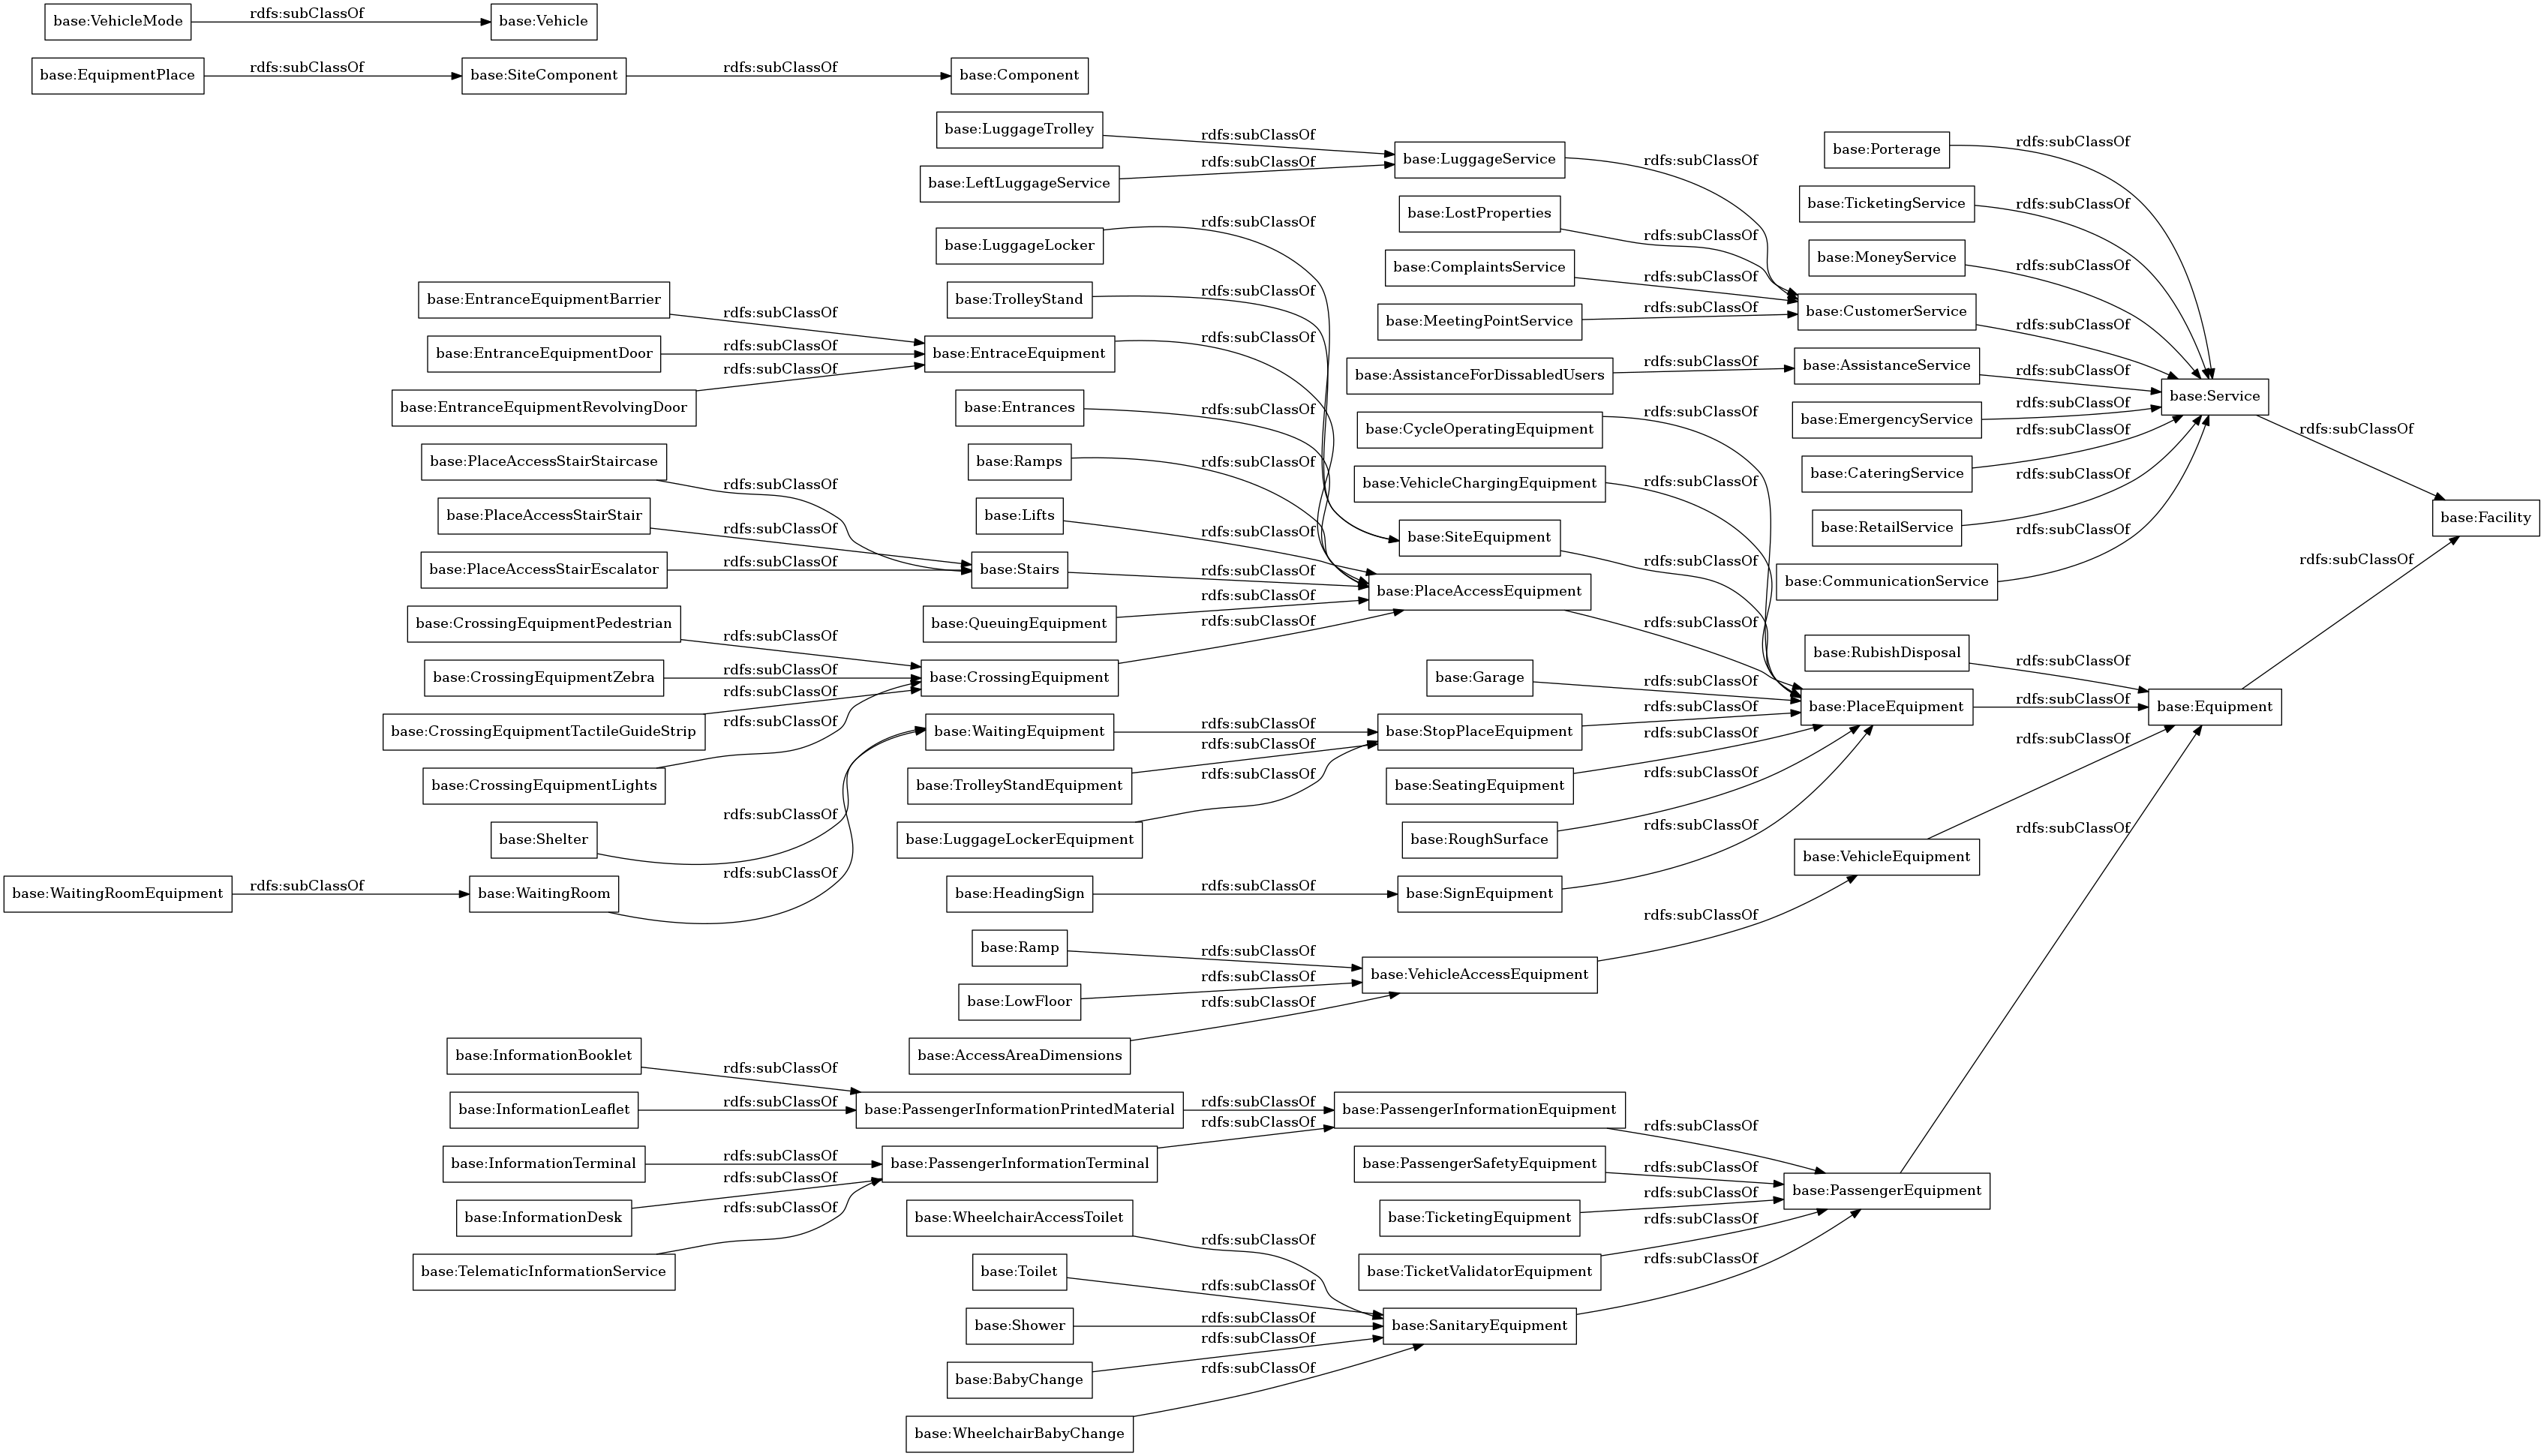 base:VehicleMode
rdfs:subClassOf
base:Vehicle
base:EquipmentPlace
rdfs:subClassOf
base:SiteComponent
rdfs:subClassOf
base:Component
base:LuggageTrolley
rdfs:subClassOf
base:LeftLuggageService
rdfs:subClassOf
base:LuggageService
rdfs:subClassOf
base:LostProperties
rdfs:subClassOf
base:ComplaintsService
rdfs:subClassOf
base:MeetingPointService
rdfs:subClassOf
base:CustomerService
rdfs:subClassOf
base:Porterage
rdfs:subClassOf
base:TicketingService
rdfs:subClassOf
base:MoneyService
rdfs:subClassOf
base:AssistanceForDissabledUsers
rdfs:subClassOf
base:AssistanceService
rdfs:subClassOf
base:EmergencyService
rdfs:subClassOf
base:CateringService
rdfs:subClassOf
base:RetailService
rdfs:subClassOf
base:CommunicationService
rdfs:subClassOf
base:Service
rdfs:subClassOf
base:Facility
base:LuggageLocker
rdfs:subClassOf
base:TrolleyStand
rdfs:subClassOf
base:SiteEquipment
rdfs:subClassOf
base:EntranceEquipmentBarrier
rdfs:subClassOf
base:EntranceEquipmentDoor
rdfs:subClassOf
base:EntranceEquipmentRevolvingDoor
rdfs:subClassOf
base:EntraceEquipment
rdfs:subClassOf
base:Entrances
rdfs:subClassOf
base:Ramps
rdfs:subClassOf
base:Lifts
rdfs:subClassOf
base:PlaceAccessStairStaircase
rdfs:subClassOf
base:PlaceAccessStairStair
rdfs:subClassOf
base:PlaceAccessStairEscalator
rdfs:subClassOf
base:Stairs
rdfs:subClassOf
base:QueuingEquipment
rdfs:subClassOf
base:CrossingEquipmentPedestrian
rdfs:subClassOf
base:CrossingEquipmentZebra
rdfs:subClassOf
base:CrossingEquipmentTactileGuideStrip
rdfs:subClassOf
base:CrossingEquipmentLights
rdfs:subClassOf
base:CrossingEquipment
rdfs:subClassOf
base:PlaceAccessEquipment
rdfs:subClassOf
base:CycleOperatingEquipment
rdfs:subClassOf
base:VehicleChargingEquipment
rdfs:subClassOf
base:Garage
rdfs:subClassOf
base:Shelter
rdfs:subClassOf
base:WaitingRoomEquipment
rdfs:subClassOf
base:WaitingRoom
rdfs:subClassOf
base:WaitingEquipment
rdfs:subClassOf
base:TrolleyStandEquipment
rdfs:subClassOf
base:LuggageLockerEquipment
rdfs:subClassOf
base:StopPlaceEquipment
rdfs:subClassOf
base:SeatingEquipment
rdfs:subClassOf
base:RoughSurface
rdfs:subClassOf
base:HeadingSign
rdfs:subClassOf
base:SignEquipment
rdfs:subClassOf
base:PlaceEquipment
rdfs:subClassOf
base:RubishDisposal
rdfs:subClassOf
base:Equipment
rdfs:subClassOf
base:Ramp
rdfs:subClassOf
base:LowFloor
rdfs:subClassOf
base:AccessAreaDimensions
rdfs:subClassOf
base:VehicleAccessEquipment
rdfs:subClassOf
base:VehicleEquipment
rdfs:subClassOf
base:InformationBooklet
rdfs:subClassOf
base:InformationLeaflet
rdfs:subClassOf
base:PassengerInformationPrintedMaterial
rdfs:subClassOf
base:InformationTerminal
rdfs:subClassOf
base:InformationDesk
rdfs:subClassOf
base:TelematicInformationService
rdfs:subClassOf
base:PassengerInformationTerminal
rdfs:subClassOf
base:PassengerInformationEquipment
rdfs:subClassOf
base:PassengerSafetyEquipment
rdfs:subClassOf
base:TicketingEquipment
rdfs:subClassOf
base:TicketValidatorEquipment
rdfs:subClassOf
base:WheelchairAccessToilet
rdfs:subClassOf
base:Toilet
rdfs:subClassOf
base:Shower
rdfs:subClassOf
base:BabyChange
rdfs:subClassOf
base:WheelchairBabyChange
rdfs:subClassOf
base:SanitaryEquipment
rdfs:subClassOf
base:PassengerEquipment
rdfs:subClassOf